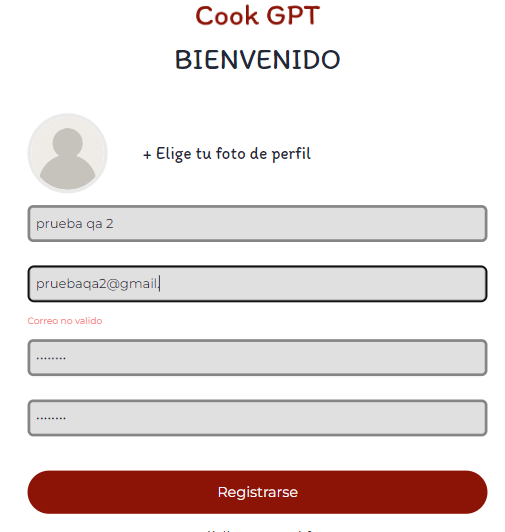 Cook GPT
BIENVENIDO
+ Elige tu foto de perfil
prueba qa 2
pruebaqa2@gmail.
Correo no valido
........
........
Registrarse